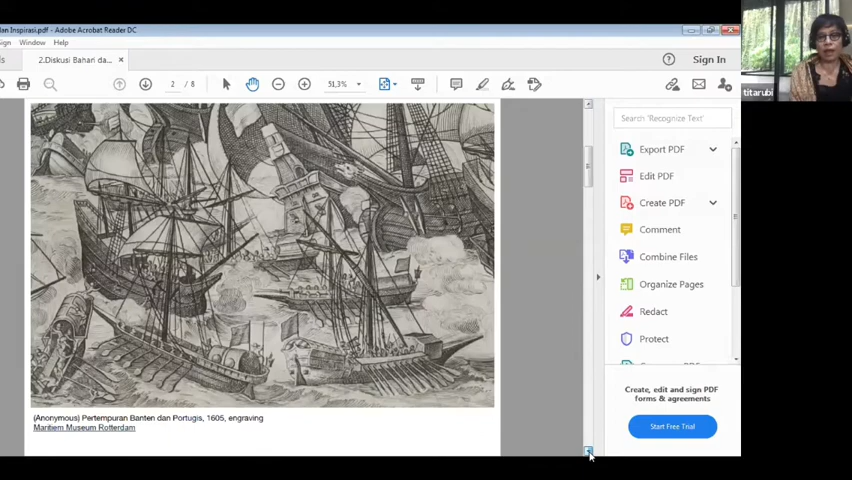 dan Inspirasi.pdf - Adobe Acrobat Reader DC
Sign Window Help
2.Diskusi Bahari da...
Sign In
2 / 8
51,3%
titarubi
Search 'Recognize Text'
Export PDF
Edit PDF
Create PDF
Comment
Combine Files
Organize Pages
Redact
Protect
Create, edit and sign PDF
forms & agreements
Start Free Trial
(Anonymous) Pertempuran Banten dan Portugis, 1605, engraving
Maritiem Museum Rotterdam